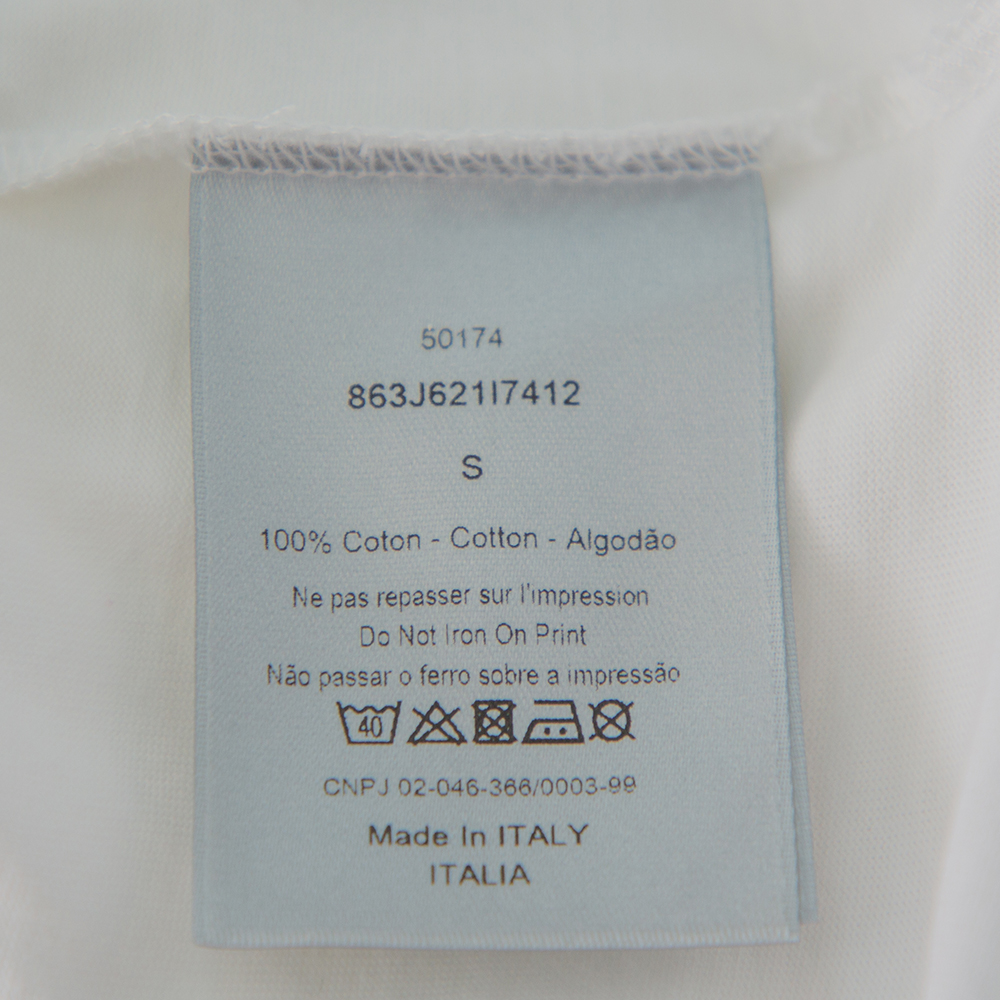 50174
863J621I7412
S
100% Coton - Cotton - Algodão
Ne pas repasser sur l'impression
Do Not Iron On Print
Não passar o ferro sobre a impressão
40
CNPJ 02-046-366/0003-99
Made In ITALY
ITALIA